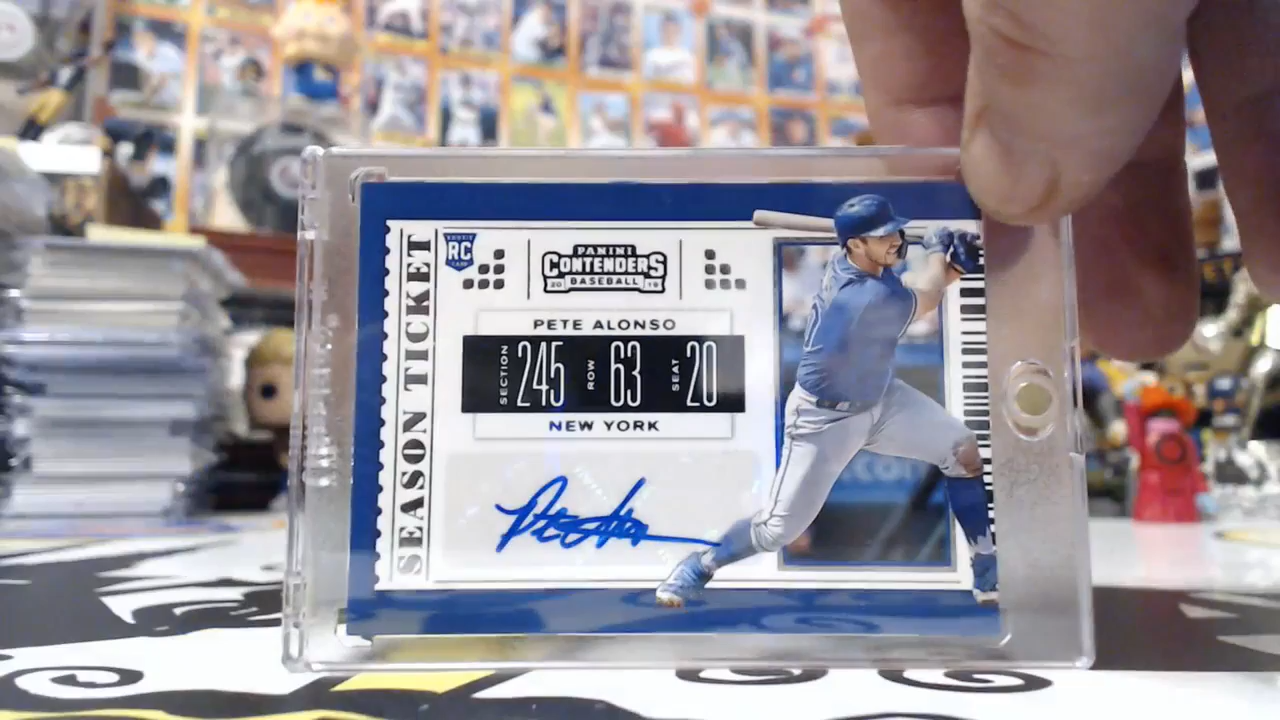 SEASON TICKET
ROOKIE
RC
CARD
PANINI
CONTENDERS
BASEBALL
20 19
PETE ALONSO
SECTION 245 ROW 63 SEAT 20
NEW YORK